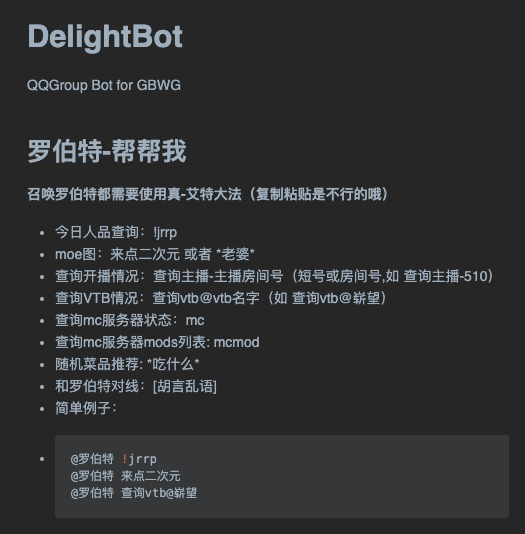 DelightBot
QQGroup Bot for GBWG
罗伯特-帮帮我
召唤罗伯特都需要使用真-艾特大法（复制粘贴是不行的哦）
今日人品查询：!jrrp
moe图：来点二次元 或者 *老婆*
查询开播情况：查询主播-主播房间号（短号或房间号,如 查询主播-510）
查询VTB情况：查询vtb@vtb名字（如 查询vtb@崭望）
查询mc服务器状态：mc
查询mc服务器mods列表: mcmod
随机菜品推荐: *吃什么*
和罗伯特对线：[胡言乱语]
简单例子：
@罗伯特 !jrrp
@罗伯特 来点二次元
@罗伯特 查询vtb@崭望